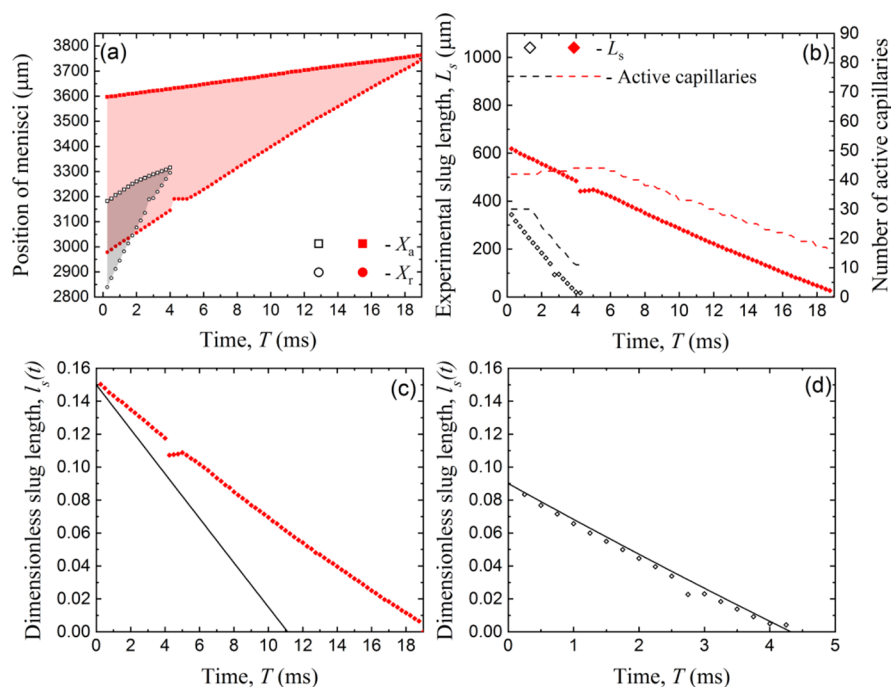 (a)
Position of menisci (μm)
3800
3700
3600
3500
3400
3300
3200
3100
3000
2900
2800
0 2 4 6 8 10 12 14 16 18
Time, T (ms)
- Xa
- Xr
(b)
Experimental slug length, Ls (μm)
1000
800
600
400
200
0
0 2 4 6 8 10 12 14 16 18
Time, T (ms)
- Ls
- Active capillaries
90
80
70
60
50
40
30
20
10
0
Number of active capillaries
(c)
Dimensionless slug length, ls(t)
0.16
0.14
0.12
0.10
0.08
0.06
0.04
0.02
0.00
0 2 4 6 8 10 12 14 16 18
Time, T (ms)
(d)
Dimensionless slug length, ls(t)
0.16
0.14
0.12
0.10
0.08
0.06
0.04
0.02
0.00
0 1 2 3 4 5
Time, T (ms)